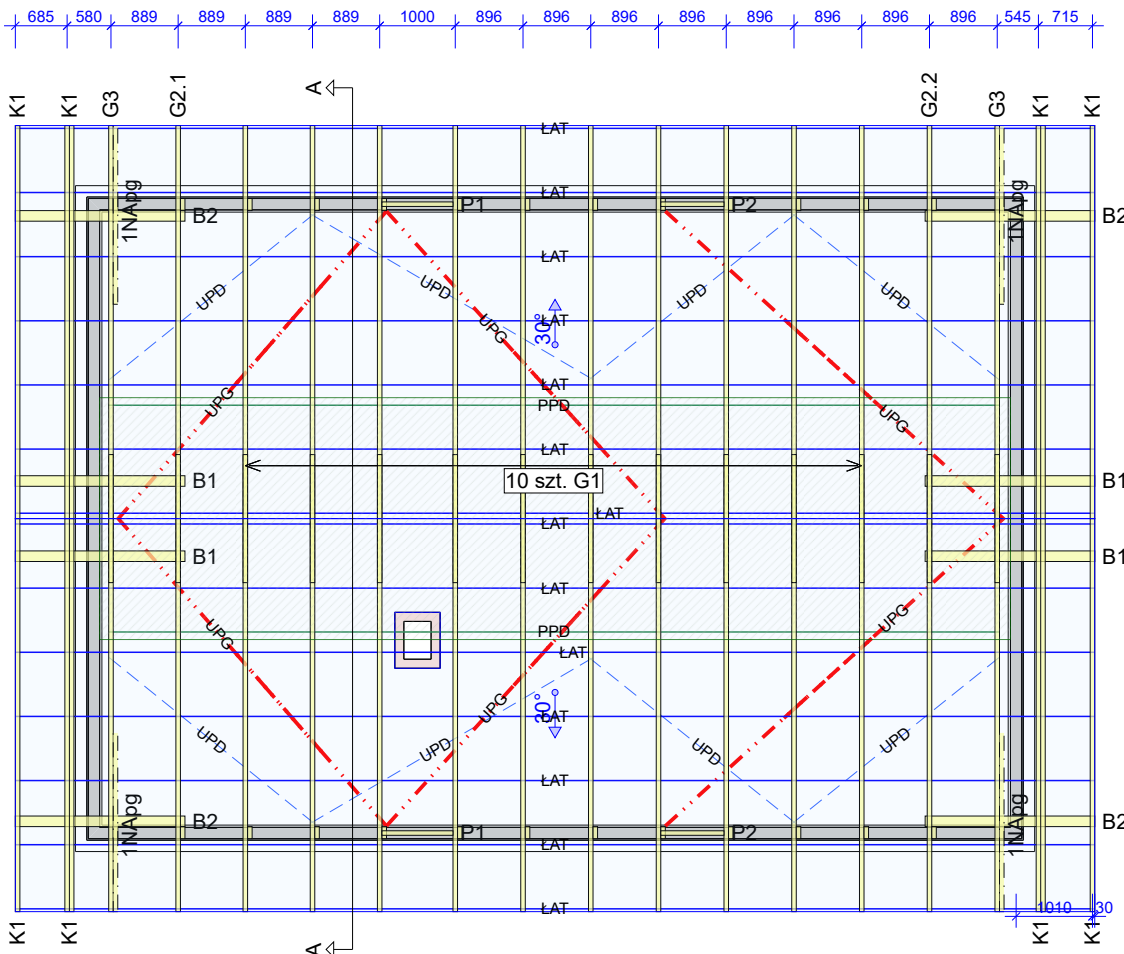 685 580 889 889 889 889 1000 896 896 896 896 896 896 896 545 715
A
K1 K1 G3 G2.1 G2.2 G3 K1 K1
ŁAT
ŁAT
1NApg 1NApg
P1 P2
B2 B2
ŁAT
UPD UPD UPD UPD
30°
ŁAT
UPG
ŁAT
UPG PPD UPG
ŁAT
B1 10 szt. G1 B1
ŁAT
ŁAT
B1 B1
ŁAT
UPG PPD UPG
ŁAT
UPG
30°
ŁAT
UPD UPD UPD UPD
ŁAT
1NApg 1NApg
B2 B2
P1 P2
ŁAT
ŁAT
1010 30
K1 K1 K1 K1
A